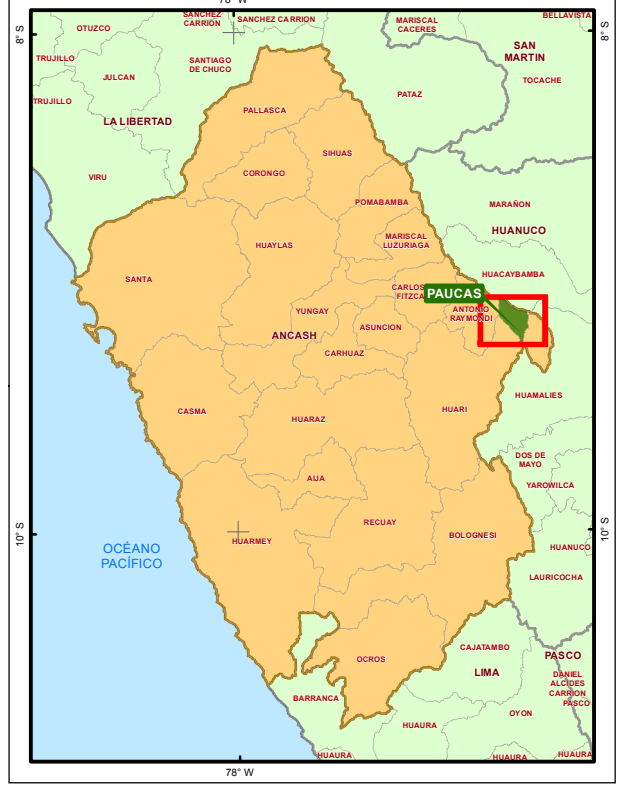 78° W
SANCHEZ
CARRIÓN
SANCHEZ CARRION
MARISCAL
CACERES
BELLAVISTA
OTUZCO
8° S
8° S
SAN
MARTIN
TRUJILLO
SANTIAGO
DE CHUCO
JULCAN
TOCACHE
PATAZ
TRUJILLO
PALLASCA
LA LIBERTAD
SIHUAS
CORONGO
VIRU
POMABAMBA
MARAÑON
HUANUCO
MARISCAL
LUZURIAGA
HUAYLAS
HUACAYBAMBA
SANTA
CARLOS
FITZCA
PAUCAS
YUNGAY
ANTONIO
RAYMONDI
ASUNCION
ANCASH
CARHUAZ
HUAMALIES
CASMA
HUARI
HUARAZ
DOS DE
MAYO
AIJA
YAROWILCA
RECUAY
BOLOGNESI
10° S
10° S
HUARMEY
OCÉANO
PACÍFICO
HUANUCO
LAURICOCHA
CAJATAMBO
PASCO
OCROS
LIMA
DANIEL
ALCIDES
CARRION
PASCO
BARRANCA
OYON
HUAURA
HUAURA
HUAURA
HUAURA
78° W